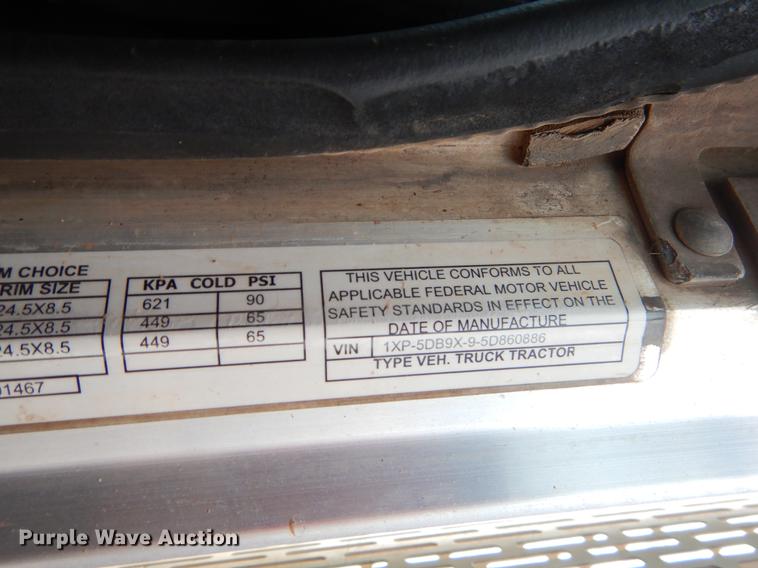 M CHOICE
RIM SIZE
24.5X8.5
24.5X8.5
24.5X8.5
01467
KPA COLD PSI
621 90
449 65
449 65
THIS VEHICLE CONFORMS TO ALL
APPLICABLE FEDERAL MOTOR VEHICLE
SAFETY STANDARDS IN EFFECT ON THE
DATE OF MANUFACTURE
VIN 1XP-5DB9X-9-5D860886
TYPE VEH. TRUCK TRACTOR
Purple Wave Auction